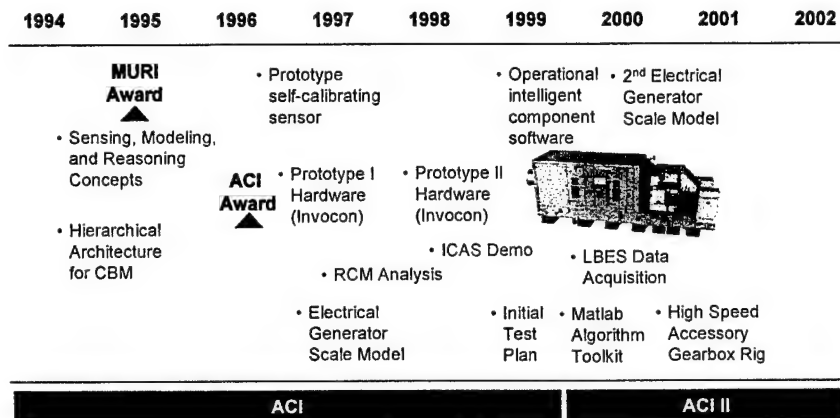 1994 1995 1996 1997 1998 1999 2000 2001 2002
MURI
Award
• Sensing, Modeling,
and Reasoning
Concepts
• Hierarchical
Architecture
for CBM
ACI
Award
• Prototype
self-calibrating
sensor
• Prototype I
Hardware
(Invocon)
• Prototype II
Hardware
(Invocon)
• ICAS Demo
• RCM Analysis
• Electrical
Generator
Scale Model
• Operational
intelligent
component
software
• 2nd Electrical
Generator
Scale Model
• LBES Data
Acquisition
• Initial
Test
Plan
• Matlab
Algorithm
Toolkit
• High Speed
Accessory
Gearbox Rig
ACI
ACI II